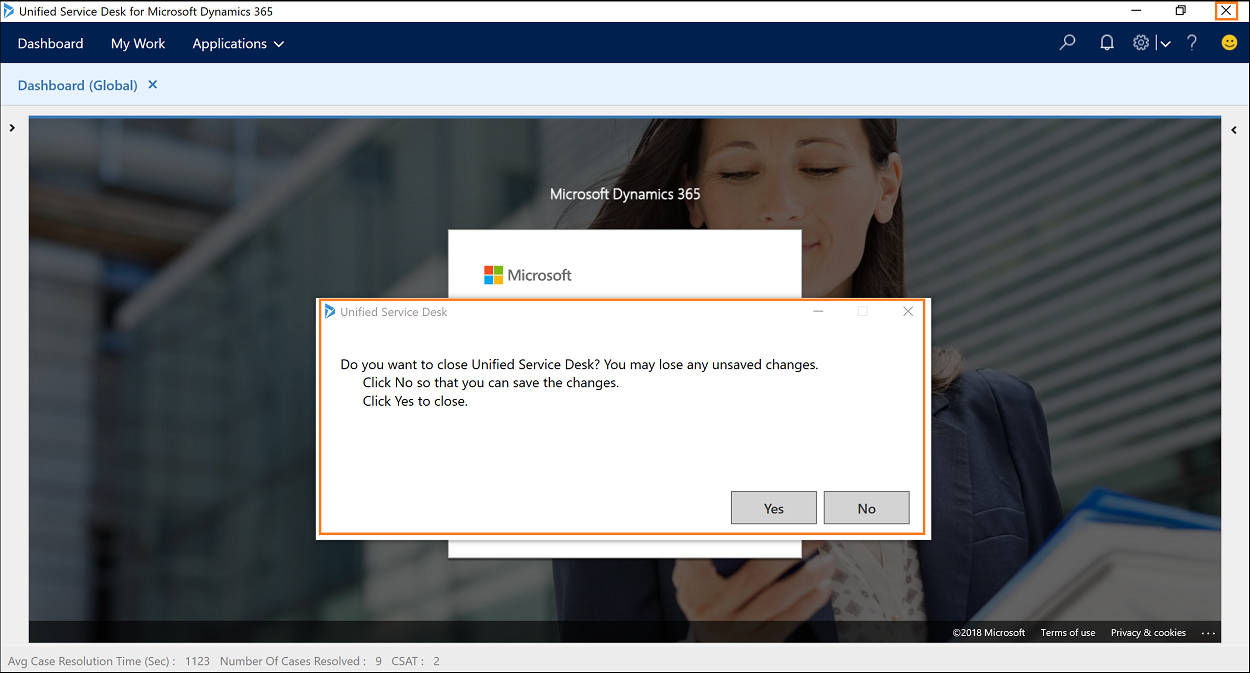 Unified Service Desk for Microsoft Dynamics 365
Dashboard My Work Applications
Dashboard (Global)
Microsoft Dynamics 365
Microsoft
Unified Service Desk
Do you want to close Unified Service Desk? You may lose any unsaved changes.
Click No so that you can save the changes.
Click Yes to close.
Yes No
©2018 Microsoft Terms of use Privacy & cookies ...
Avg Case Resolution Time (Sec) : 1123 Number Of Cases Resolved : 9 CSAT : 2